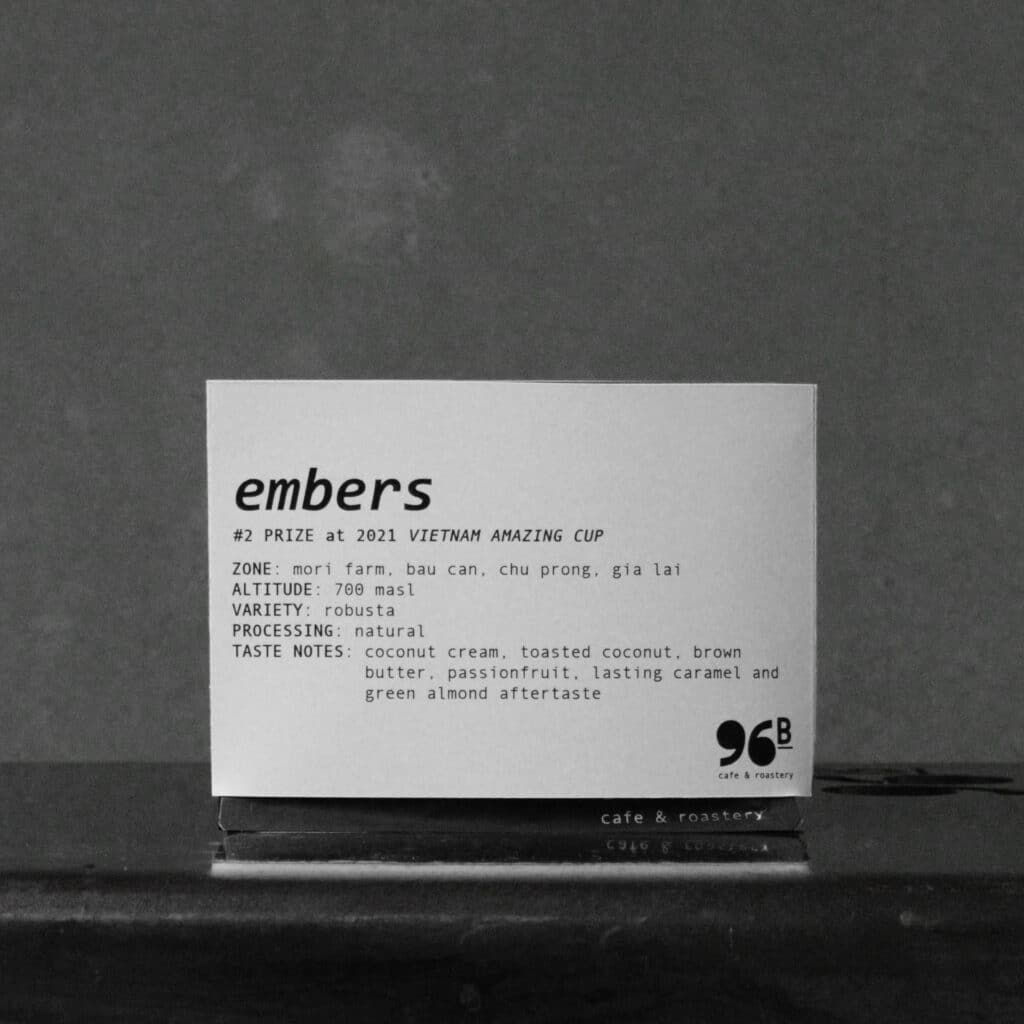 embers
#2 PRIZE at 2021 VIETNAM AMAZING CUP
ZONE: mori farm, bau can, chu prong, gia lai
ALTITUDE: 700 masl
VARIETY: robusta
PROCESSING: natural
TASTE NOTES: coconut cream, toasted coconut, brown
butter, passionfruit, lasting caramel and
green almond aftertaste
96B
cafe & roastery
cafe & roastery